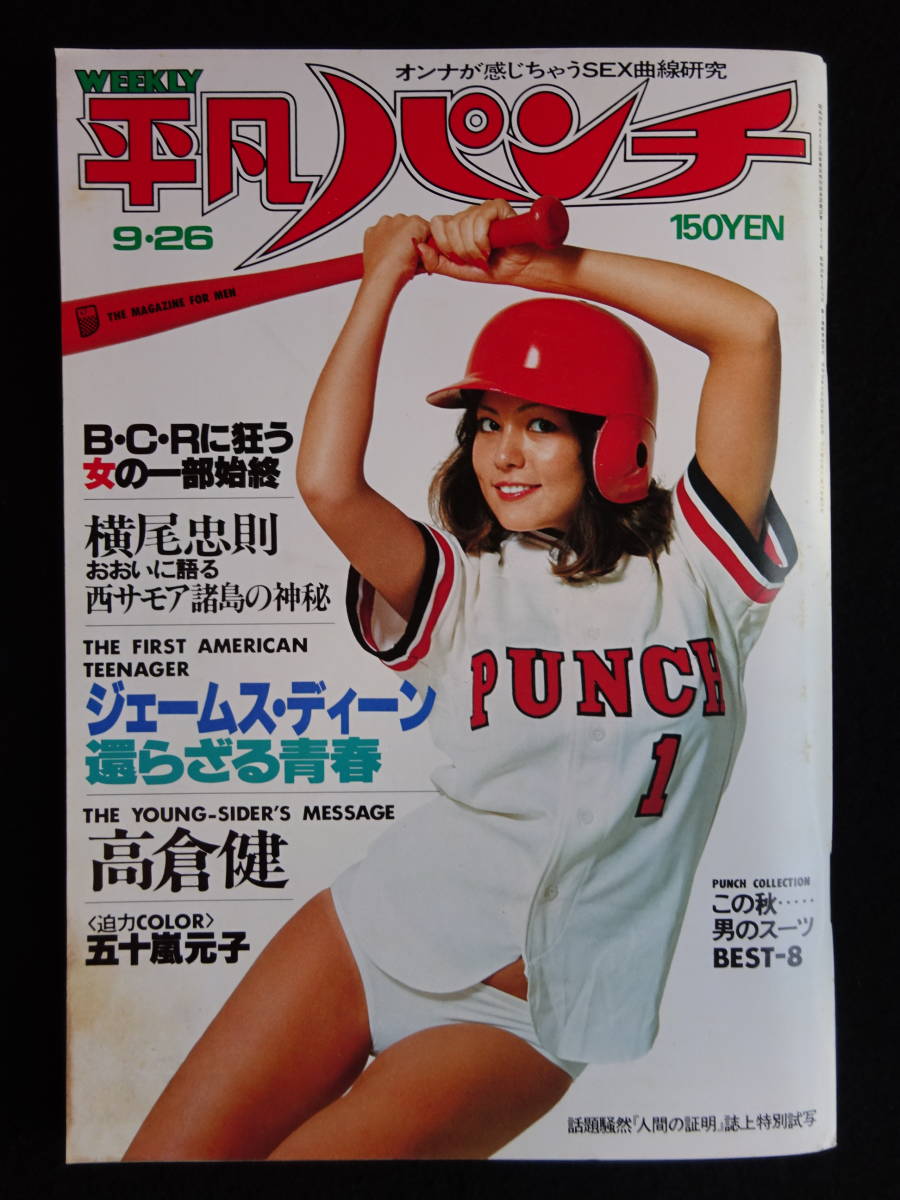 オンナが感じちゃうSEX曲線研究
WEEKLY
平凡パンチ
9・26
150YEN
THE MAGAZINE FOR MEN
B・C・Rに狂う
女の一部始終
横尾忠則
おおいに語る
西サモア諸島の神秘
THE FIRST AMERICAN
TEENAGER
ジェームス・ディーン
還らざる青春
THE YOUNG-SIDER'S MESSAGE
高倉健
〈迫力COLOR〉
五十嵐元子
PUNCH
1
PUNCH COLLECTION
この秋‥‥‥
男のスーツ
BEST-8
話題騒然『人間の証明』誌上特別試写